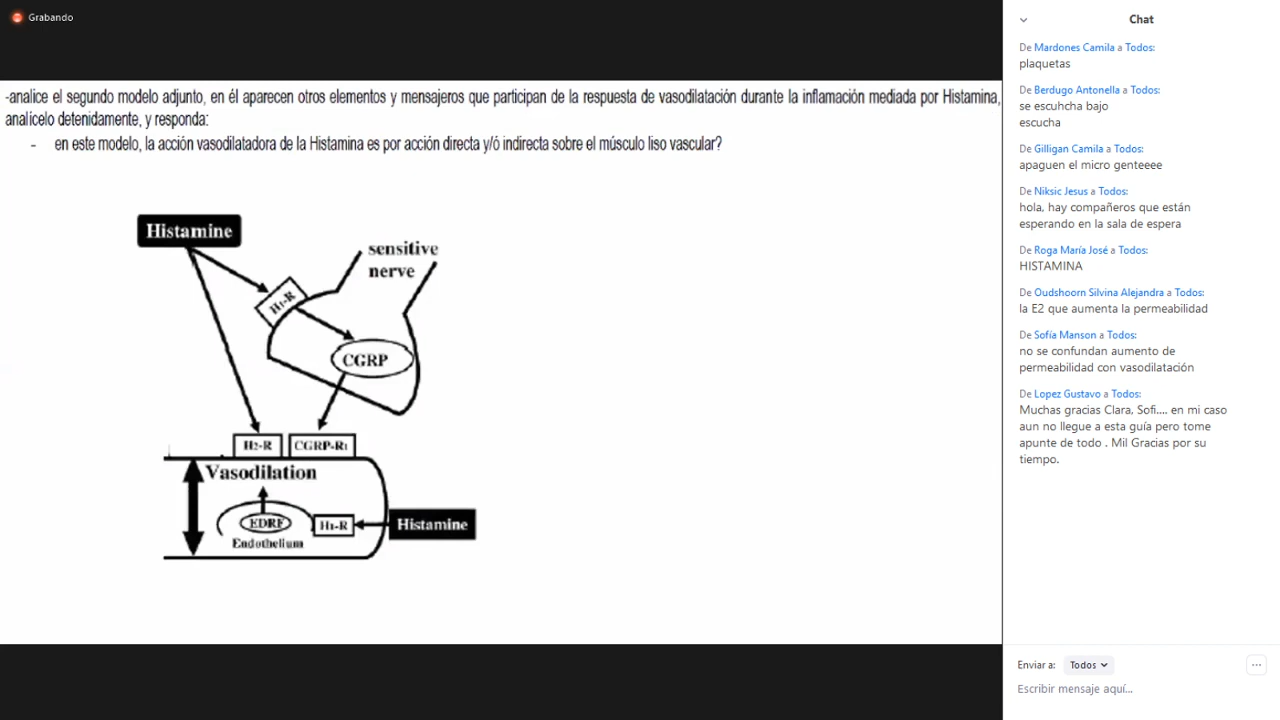 Grabando
-analice el segundo modelo adjunto, en él aparecen otros elementos y mensajeros que participan de la respuesta de vasodilatación durante la inflamación mediada por Histamina,
analícelo detenidamente, y responda:
- en este modelo, la acción vasodilatadora de la Histamina es por acción directa y/ó indirecta sobre el músculo liso vascular?
Histamine
sensitive
nerve
H1-R
CGRP
H2-R
CGRP-R1
Vasodilation
EDRF
H1-R
Histamine
Endothelium
Chat
De Mardones Camila a Todos:
plaquetas
De Berdugo Antonella a Todos:
se escuhcha bajo
escucha
De Gilligan Camila a Todos:
apaguen el micro genteeee
De Niksic Jesus a Todos:
hola, hay compañeros que están
esperando en la sala de espera
De Roga María José a Todos:
HISTAMINA
De Oudshoorn Silvina Alejandra a Todos:
la E2 que aumenta la permeabilidad
De Sofía Manson a Todos:
no se confundan aumento de
permeabilidad con vasodilatación
De Lopez Gustavo a Todos:
Muchas gracias Clara, Sofi.... en mi caso
aun no llegue a esta guía pero tome
apunte de todo . Mil Gracias por su
tiempo.
Enviar a: Todos
Escribir mensaje aquí...